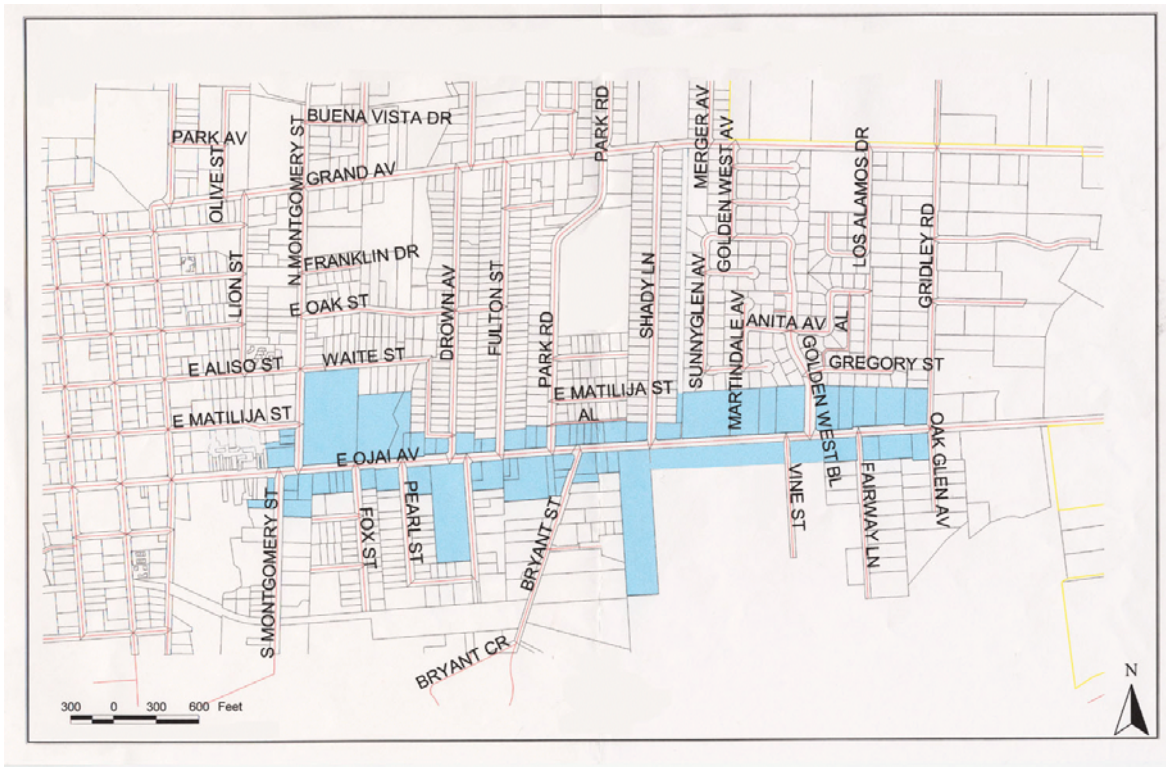 BUENA VISTA DR
PARK AV
OLIVE ST
N MONTGOMERY ST
GRAND AV
PARK RD
MERGER AV
GOLDEN WEST AV
LOS ALAMOS DR
GRIDLEY RD
LION ST
FRANKLIN DR
E OAK ST
DROWN AV
FULTON ST
PARK RD
SHADY LN
SUNNYGLEN AV
MARTINDALE AV
ANITA AV
AL
GOLDEN WEST BL
GREGORY ST
E ALISO ST
WAITE ST
E MATILIJA ST
E MATILIJA ST
AL
E OJAI AV
S MONTGOMERY ST
FOX ST
PEARL ST
BRYANT ST
VINE ST
FAIRWAY LN
OAK GLEN AV
BRYANT CR
N
300 0 300 600 Feet